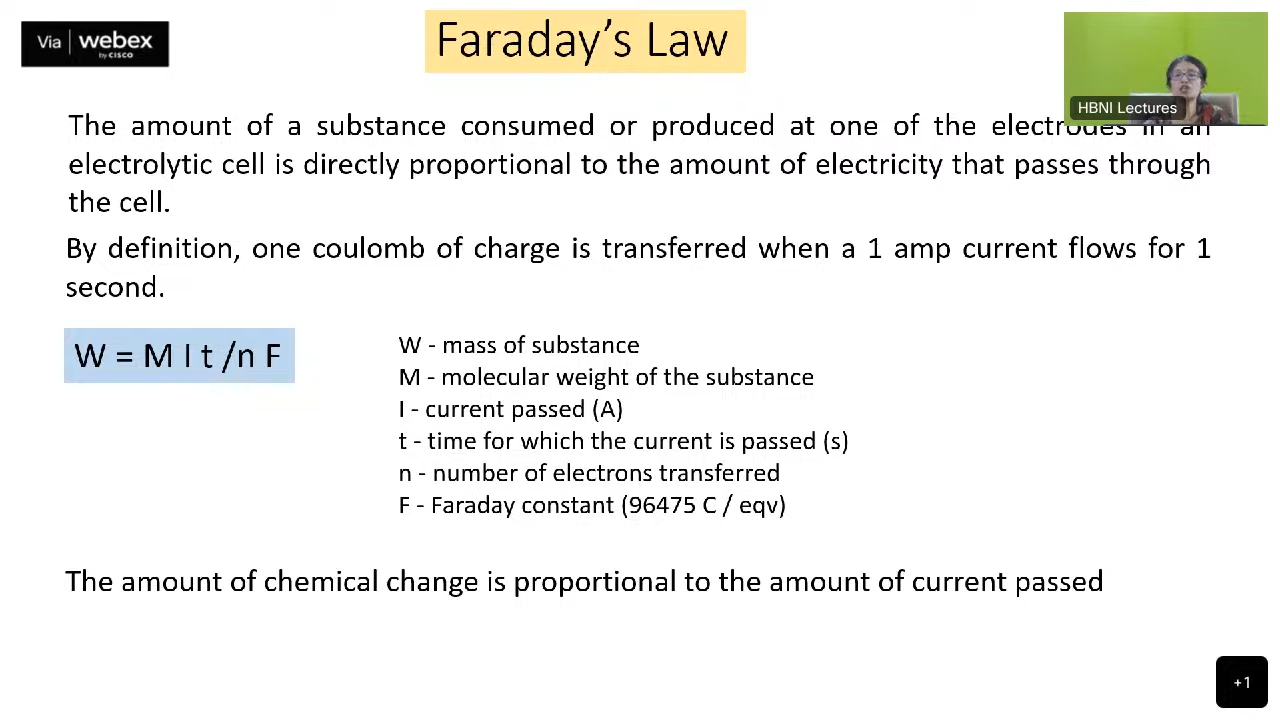 Via webex
by CISCO
Faraday's Law
HBNI Lectures
The amount of a substance consumed or produced at one of the electrodes in an
electrolytic cell is directly proportional to the amount of electricity that passes through
the cell.
By definition, one coulomb of charge is transferred when a 1 amp current flows for 1
second.
W = M I t /n F
W - mass of substance
M - molecular weight of the substance
I - current passed (A)
t - time for which the current is passed (s)
n - number of electrons transferred
F - Faraday constant (96475 C / eqv)
The amount of chemical change is proportional to the amount of current passed
+1